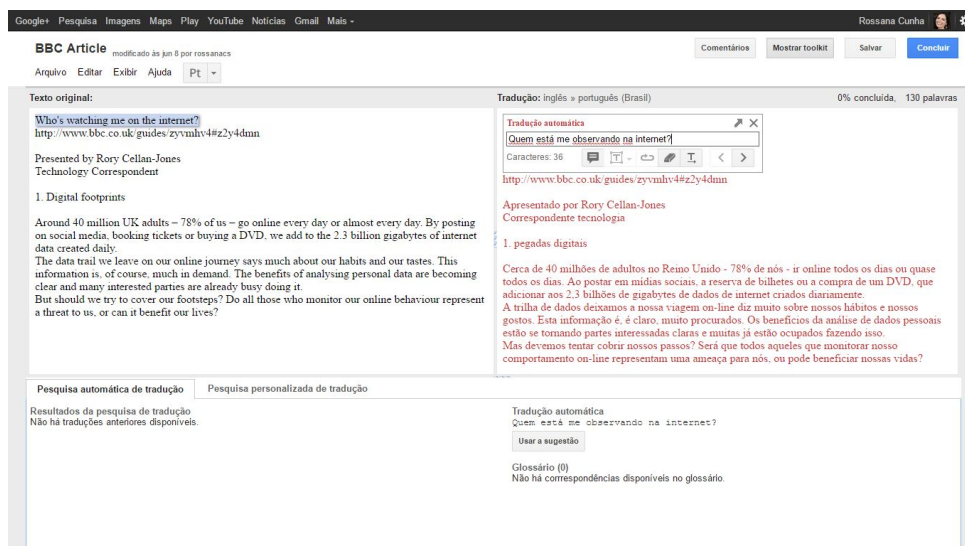 Google+ Pesquisa Imagens Maps Play YouTube Notícias Gmail Mais
Rossana Cunha
BBC Article modificado às jun 8 por rossanacs
Comentários Mostrar toolkit Salvar Concluir
Arquivo Editar Exibir Ajuda Pt
Texto original:
Who's watching me on the internet?
http://www.bbc.co.uk/guides/zyvmhv4#z2y4dmn
Presented by Rory Cellan-Jones
Technology Correspondent
1. Digital footprints
Around 40 million UK adults – 78% of us – go online every day or almost every day. By posting
on social media, booking tickets or buying a DVD, we add to the 2.3 billion gigabytes of internet
data created daily.
The data trail we leave on our online journey says much about our habits and our tastes. This
information is, of course, much in demand. The benefits of analysing personal data are becoming
clear and many interested parties are already busy doing it.
But should we try to cover our footsteps? Do all those who monitor our online behaviour represent
a threat to us, or can it benefit our lives?
Tradução: inglês » português (Brasil)
0% concluída, 130 palavras
Tradução automática
Quem está me observando na internet?
Caracteres: 36
http://www.bbc.co.uk/guides/zyvmhv4#z2y4dmn
Apresentado por Rory Cellan-Jones
Correspondente tecnologia
1. pegadas digitais
Cerca de 40 milhões de adultos no Reino Unido - 78% de nós - ir online todos os dias ou quase
todos os dias. Ao postar em mídias sociais, a reserva de bilhetes ou a compra de um DVD, que
adicionar aos 2,3 bilhões de gigabytes de dados de internet criados diariamente.
A trilha de dados deixamos a nossa viagem on-line diz muito sobre nossos hábitos e nossos
gostos. Esta informação é, é claro, muito procurados. Os benefícios da análise de dados pessoais
estão se tornando partes interessadas claras e muitas já estão ocupados fazendo isso.
Mas devemos tentar cobrir nossos passos? Será que todos aqueles que monitorar nosso
comportamento on-line representam uma ameaça para nós, ou pode beneficiar nossas vidas?
Pesquisa automática de tradução
Pesquisa personalizada de tradução
Resultados da pesquisa de tradução
Não há traduções anteriores disponíveis.
Tradução automática
Quem está me observando na internet?
Usar a sugestão
Glossário (0)
Não há correspondências disponíveis no glossário.